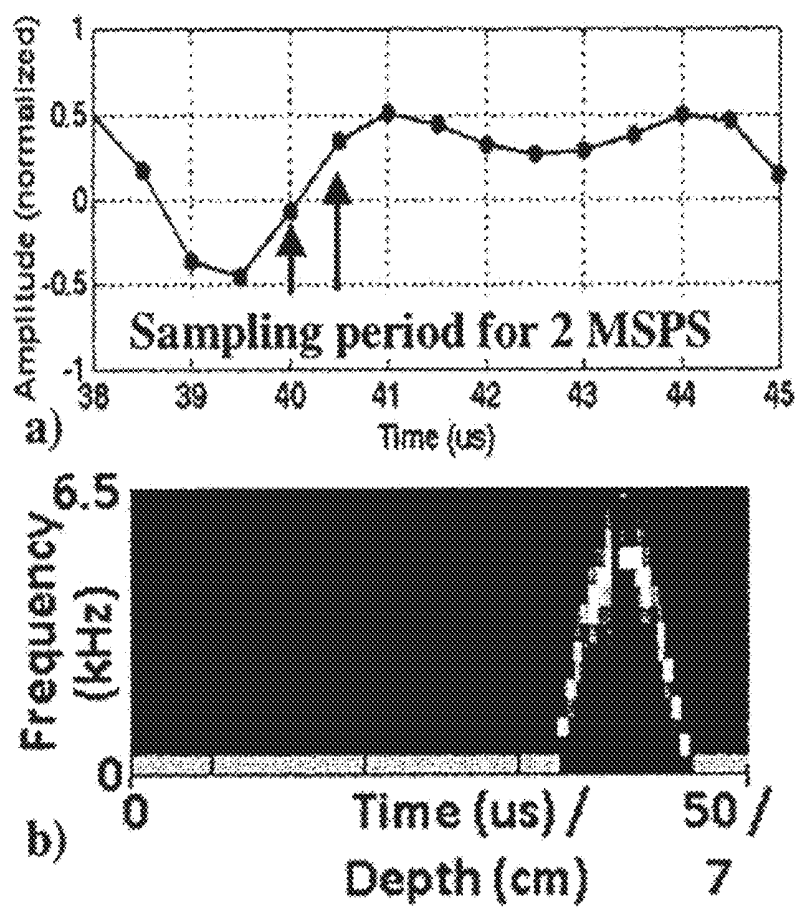 1
0.5
0
-0.5
-1
Amplitude (normalized)
Sampling period for 2 MSPS
38 39 40 41 42 43 44 45
Time (us)
a)
6.5
Frequency
(kHz)
0
0 Time (us) / 50 /
Depth (cm) 7
b)